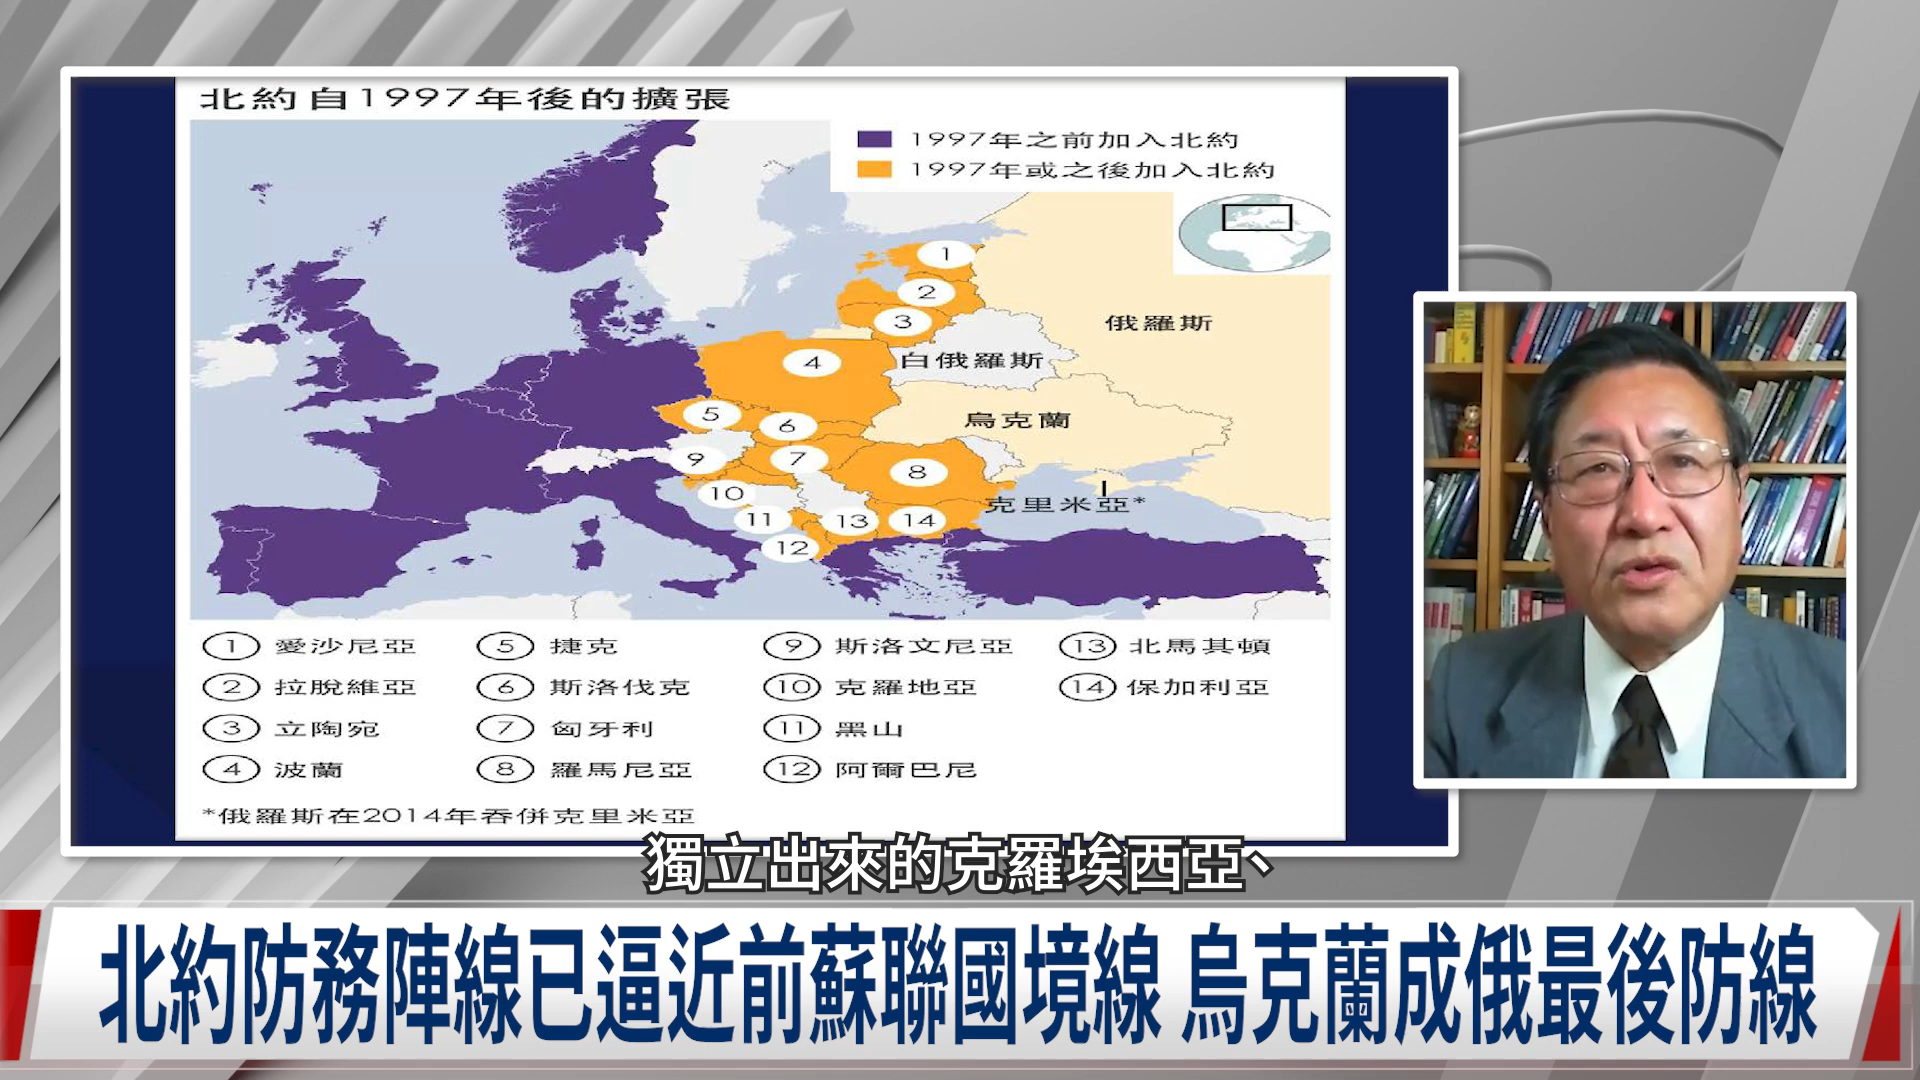 北約自1997年後的擴張
1997年之前加入北約
1997年或之後加入北約
1
2
3
4
5
6
7
8
9
10
11
12
13
14
俄羅斯
白俄羅斯
烏克蘭
克里米亞*
1 愛沙尼亞
2 拉脫維亞
3 立陶宛
4 波蘭
5 捷克
6 斯洛伐克
7 匈牙利
8 羅馬尼亞
9 斯洛文尼亞
10 克羅地亞
11 黑山
12 阿爾巴尼
13 北馬其頓
14 保加利亞
*俄羅斯在2014年吞併克里米亞
獨立出來的克羅埃西亞、
北約防務陣線已逼近前蘇聯國境線 烏克蘭成俄最後防線